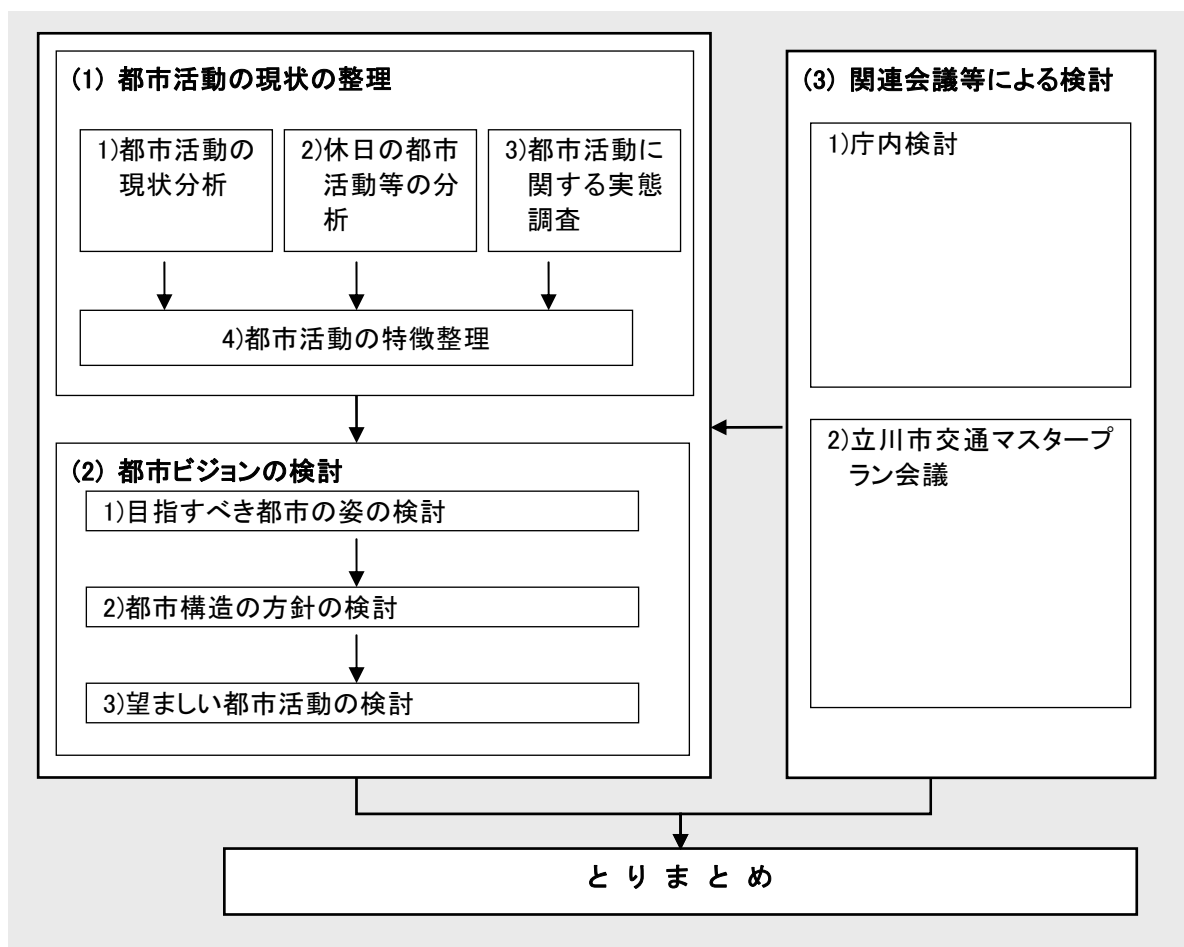 (1) 都市活動の現状の整理
1)都市活動の
現状分析
2)休日の都市
活動等の分
析
3)都市活動に
関する実態
調査
4)都市活動の特徴整理
(2) 都市ビジョンの検討
1)目指すべき都市の姿の検討
2)都市構造の方針の検討
3)望ましい都市活動の検討
(3) 関連会議等による検討
1)庁内検討
2)立川市交通マスタープ
ラン会議
と り ま と め